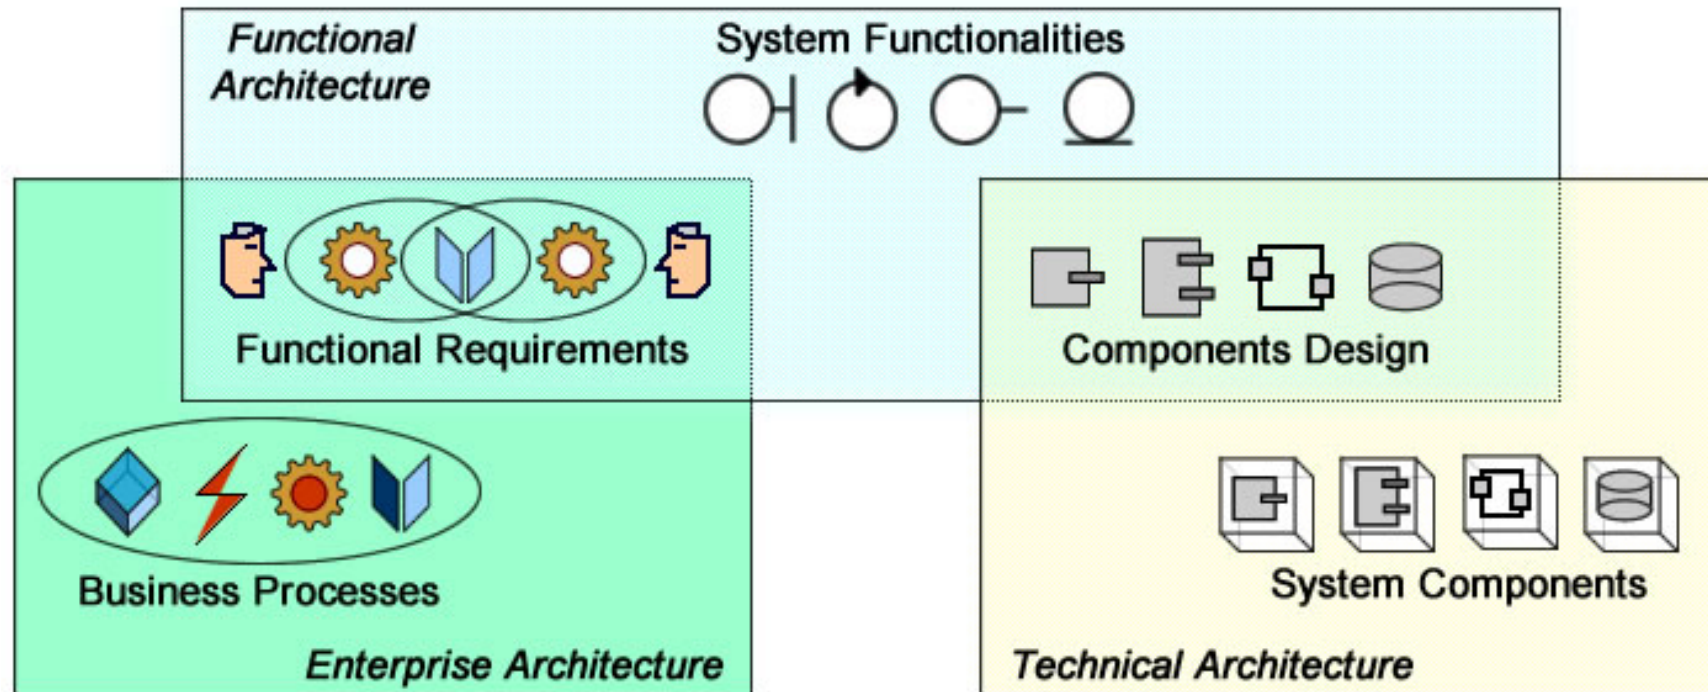 Functional
Architecture
System Functionalities
Functional Requirements
Components Design
Business Processes
System Components
Enterprise Architecture
Technical Architecture